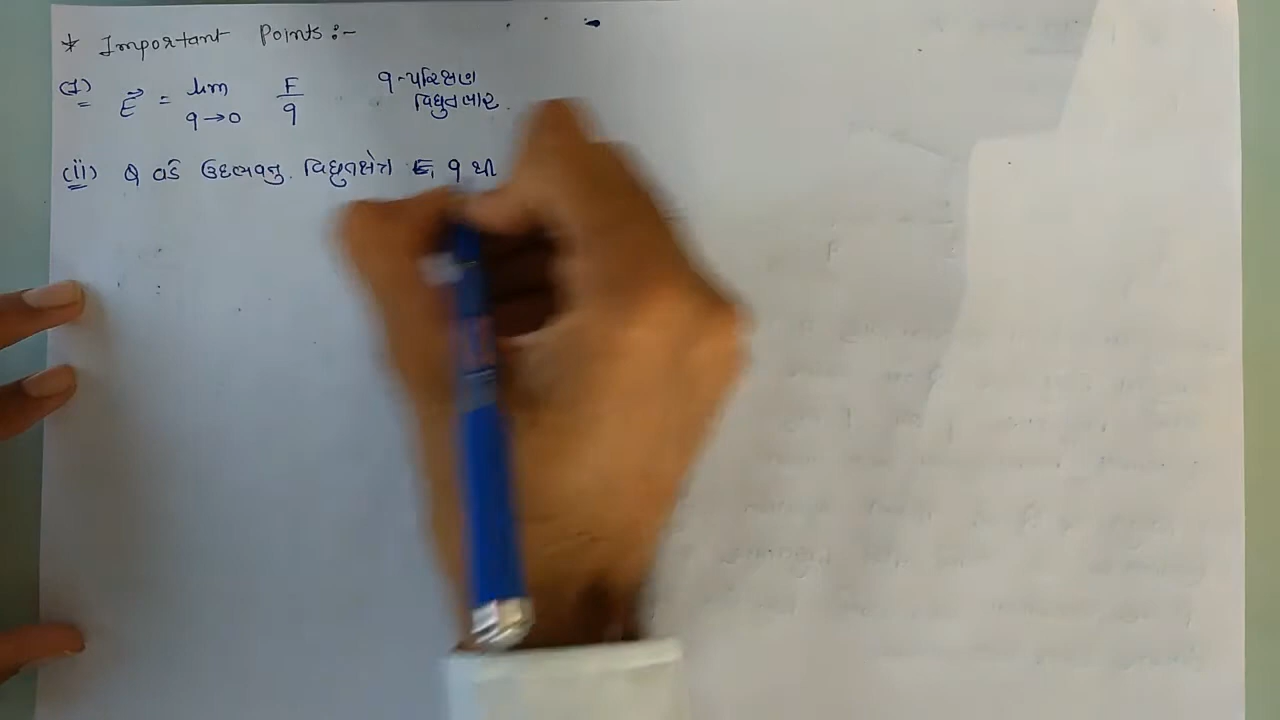 * Important Points:-
(I) E⃗ = lim q→0 F/q q-પરિક્ષણ
વિદ્યુતભાર.
(ii) Q વડે ઉદભવતુ વિદ્યુતક્ષેત્ર E, q થી